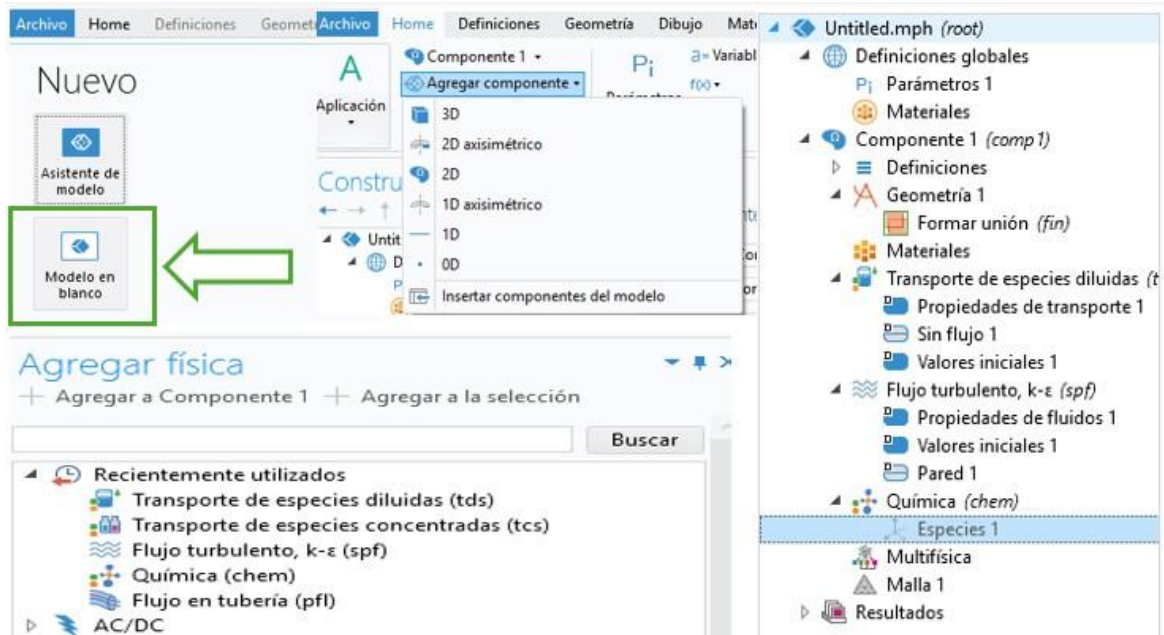 Archivo Home Definiciones Geomet
Nuevo
Asistente de
modelo
Modelo en
blanco
Archivo Home Definiciones Geometría Dibujo Mate
A
Aplicación
Componente 1
Agregar componente
Pi
a= Variabl
f(x)
3D
2D axisimétrico
2D
1D axisimétrico
1D
0D
Insertar componentes del modelo
Constru
Untit
D
Agregar física
+ Agregar a Componente 1 + Agregar a la selección
Buscar
Recientemente utilizados
Transporte de especies diluidas (tds)
Transporte de especies concentradas (tcs)
Flujo turbulento, k-ε (spf)
Química (chem)
Flujo en tubería (pfl)
AC/DC
Untitled.mph (root)
Definiciones globales
Pi Parámetros 1
Materiales
Componente 1 (comp1)
Definiciones
Geometría 1
Formar unión (fin)
Materiales
Transporte de especies diluidas (t
Propiedades de transporte 1
Sin flujo 1
Valores iniciales 1
Flujo turbulento, k-ε (spf)
Propiedades de fluidos 1
Valores iniciales 1
Pared 1
Química (chem)
Especies 1
Multifísica
Malla 1
Resultados